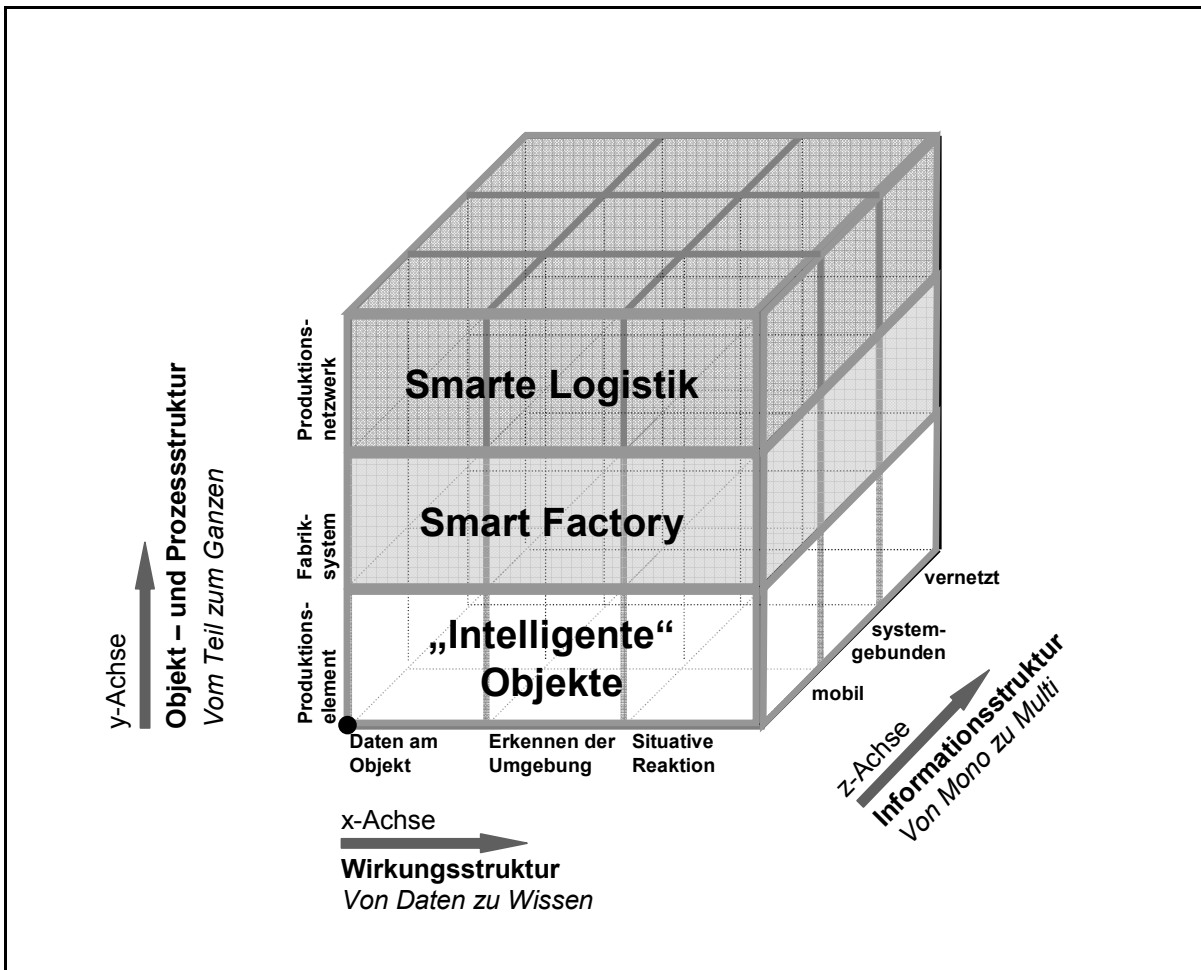 Smarte Logistik
Smart Factory
„Intelligente“
Objekte
Produktions-
netzwerk
Fabrik-
system
Produktions-
element
y-Achse
Objekt – und Prozessstruktur
Vom Teil zum Ganzen
Daten am
Objekt
Erkennen der
Umgebung
Situative
Reaktion
x-Achse
Wirkungsstruktur
Von Daten zu Wissen
vernetzt
system-
gebunden
mobil
z-Achse
Informationsstruktur
Von Mono zu Multi